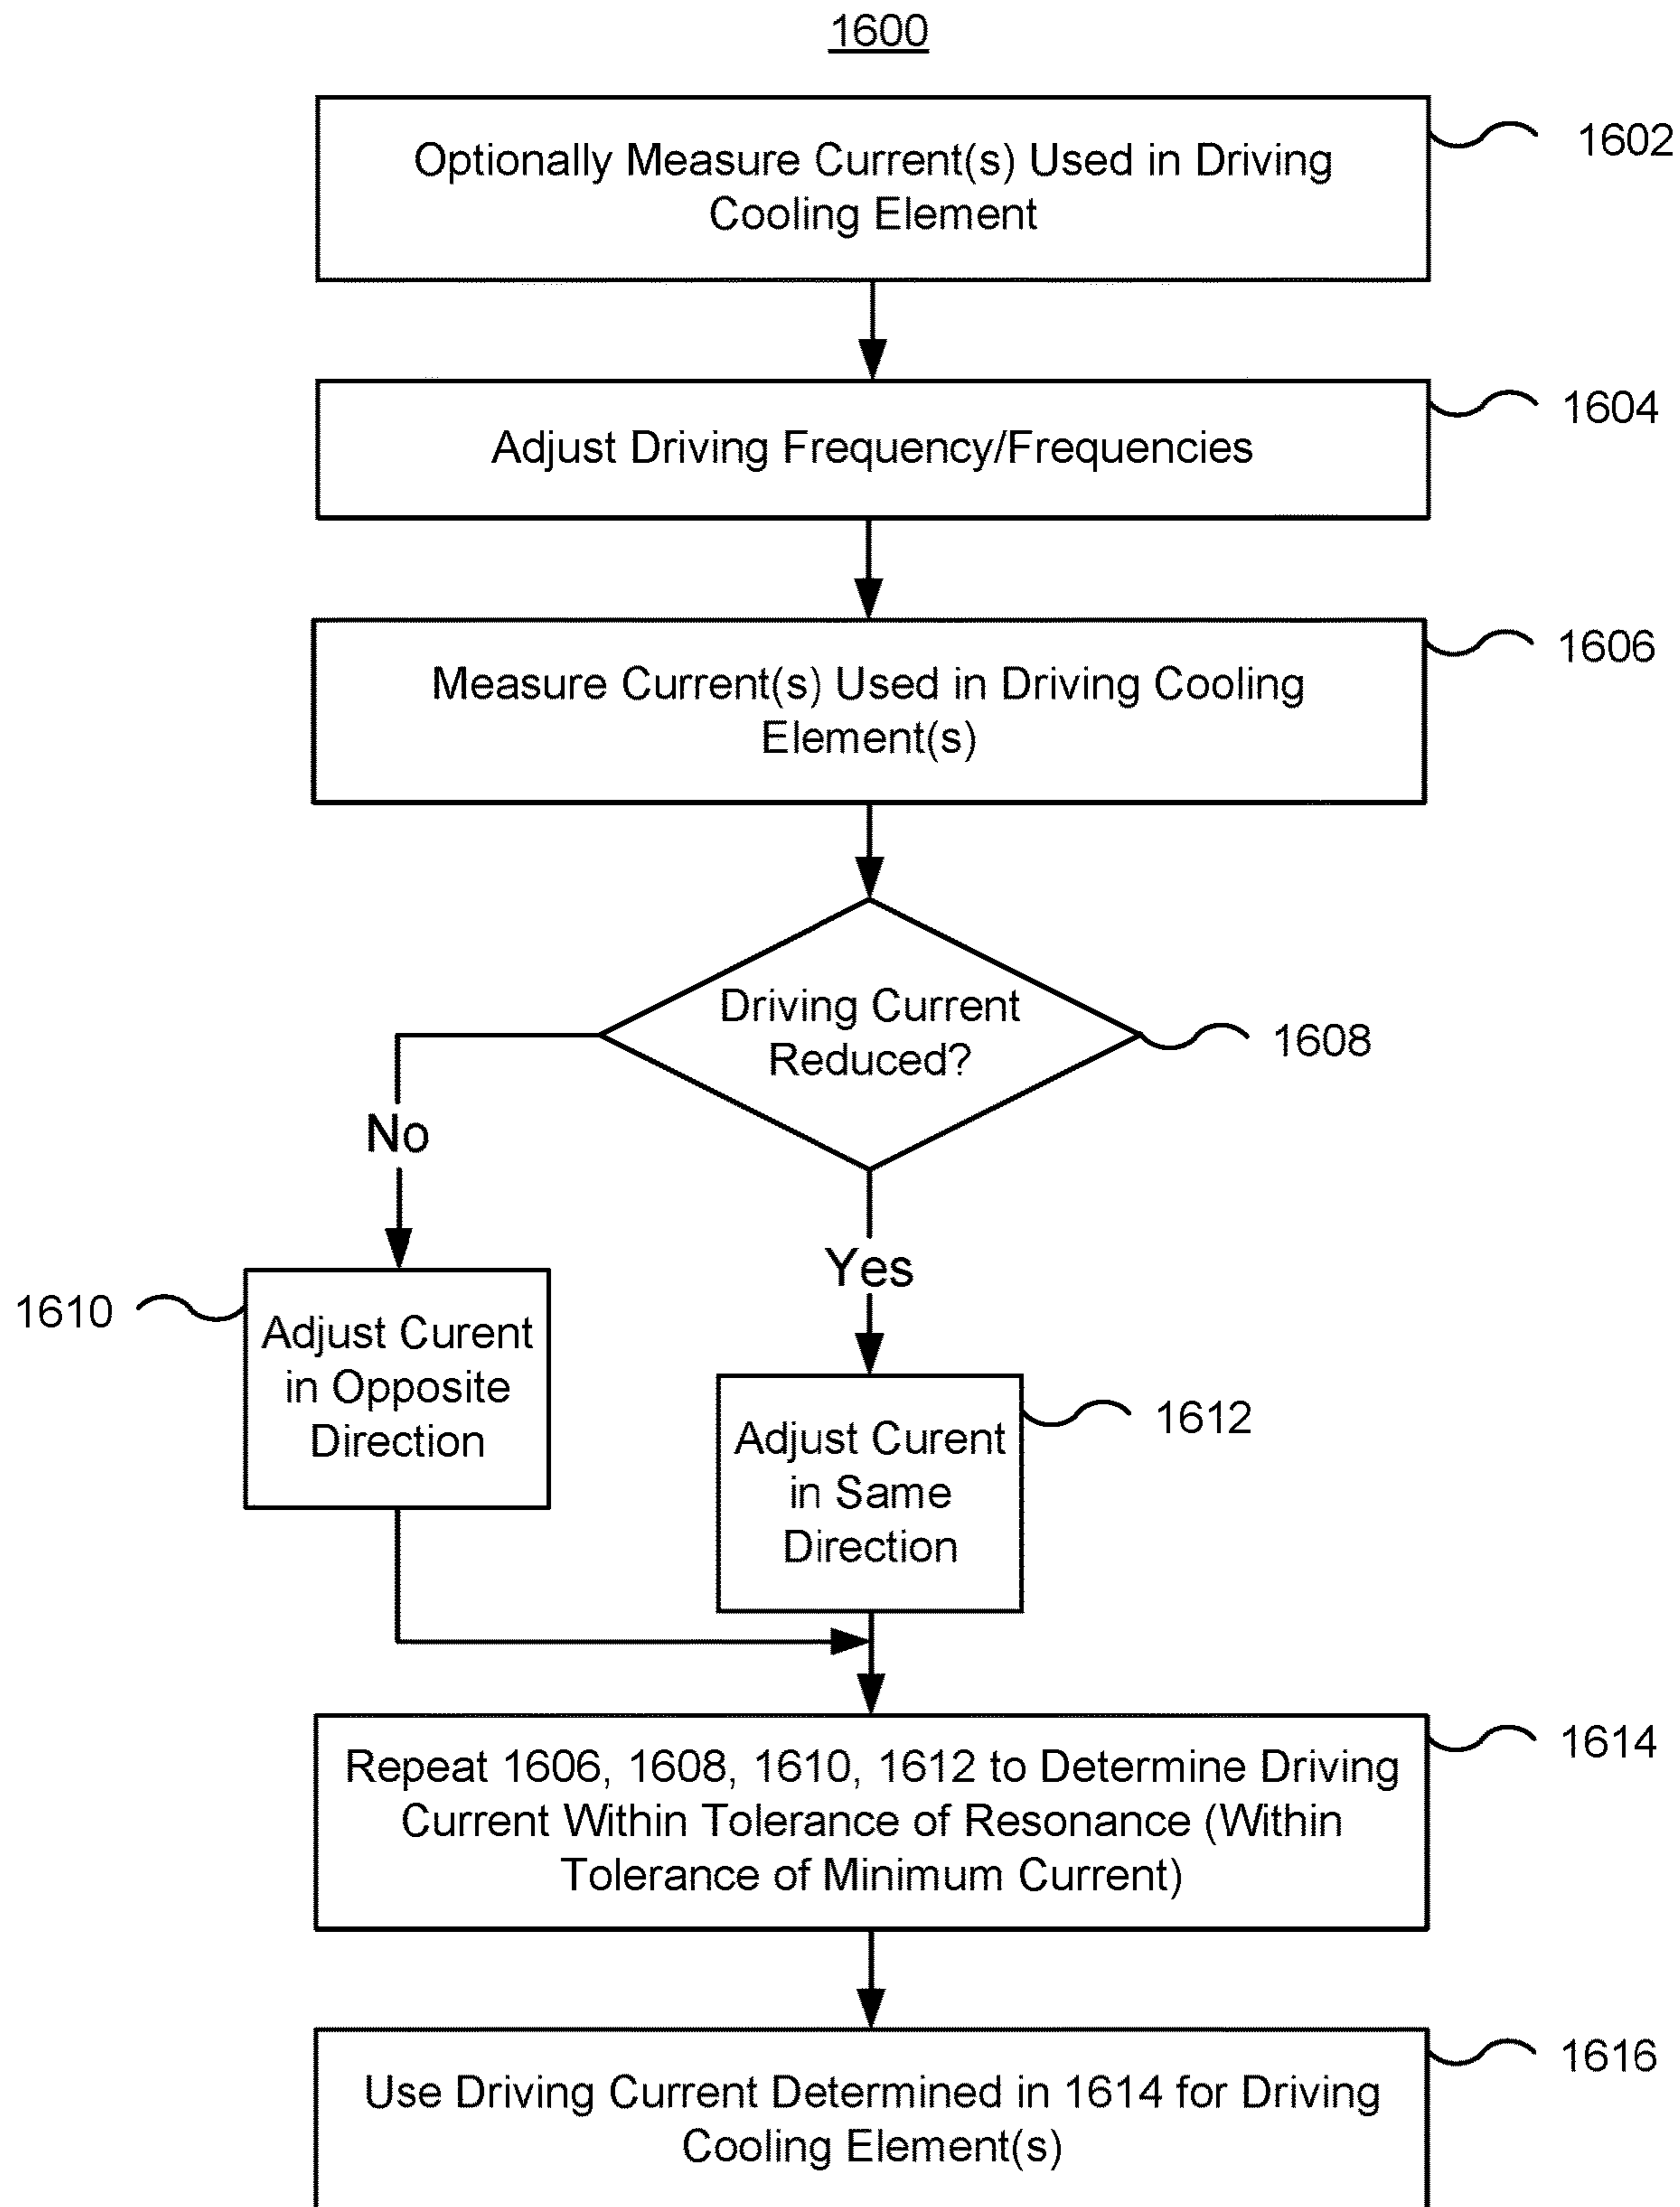 1600
Optionally Measure Current(s) Used in Driving
Cooling Element
1602
Adjust Driving Frequency/Frequencies
1604
Measure Current(s) Used in Driving Cooling
Element(s)
1606
Driving Current
Reduced?
1608
No
Yes
1610
Adjust Curent
in Opposite
Direction
Adjust Curent
in Same
Direction
1612
Repeat 1606, 1608, 1610, 1612 to Determine Driving
Current Within Tolerance of Resonance (Within
Tolerance of Minimum Current)
1614
Use Driving Current Determined in 1614 for Driving
Cooling Element(s)
1616